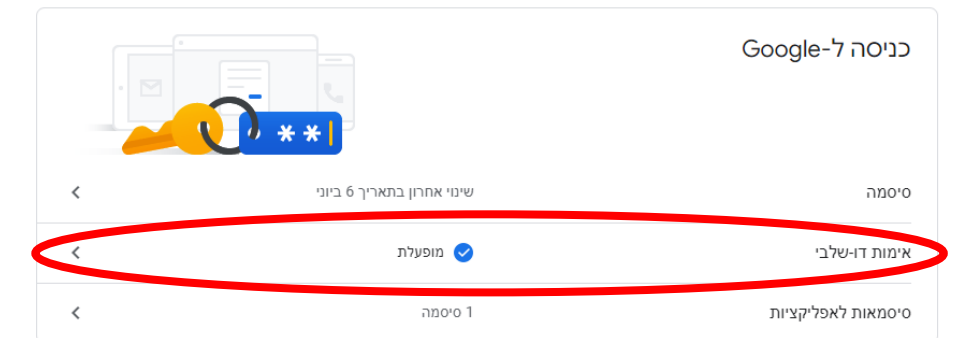 כניסה ל-Google
**
סיסמה שינוי אחרון בתאריך 6 ביוני
אימות דו-שלבי מופעלת
סיסמאות לאפליקציות 1 סיסמה